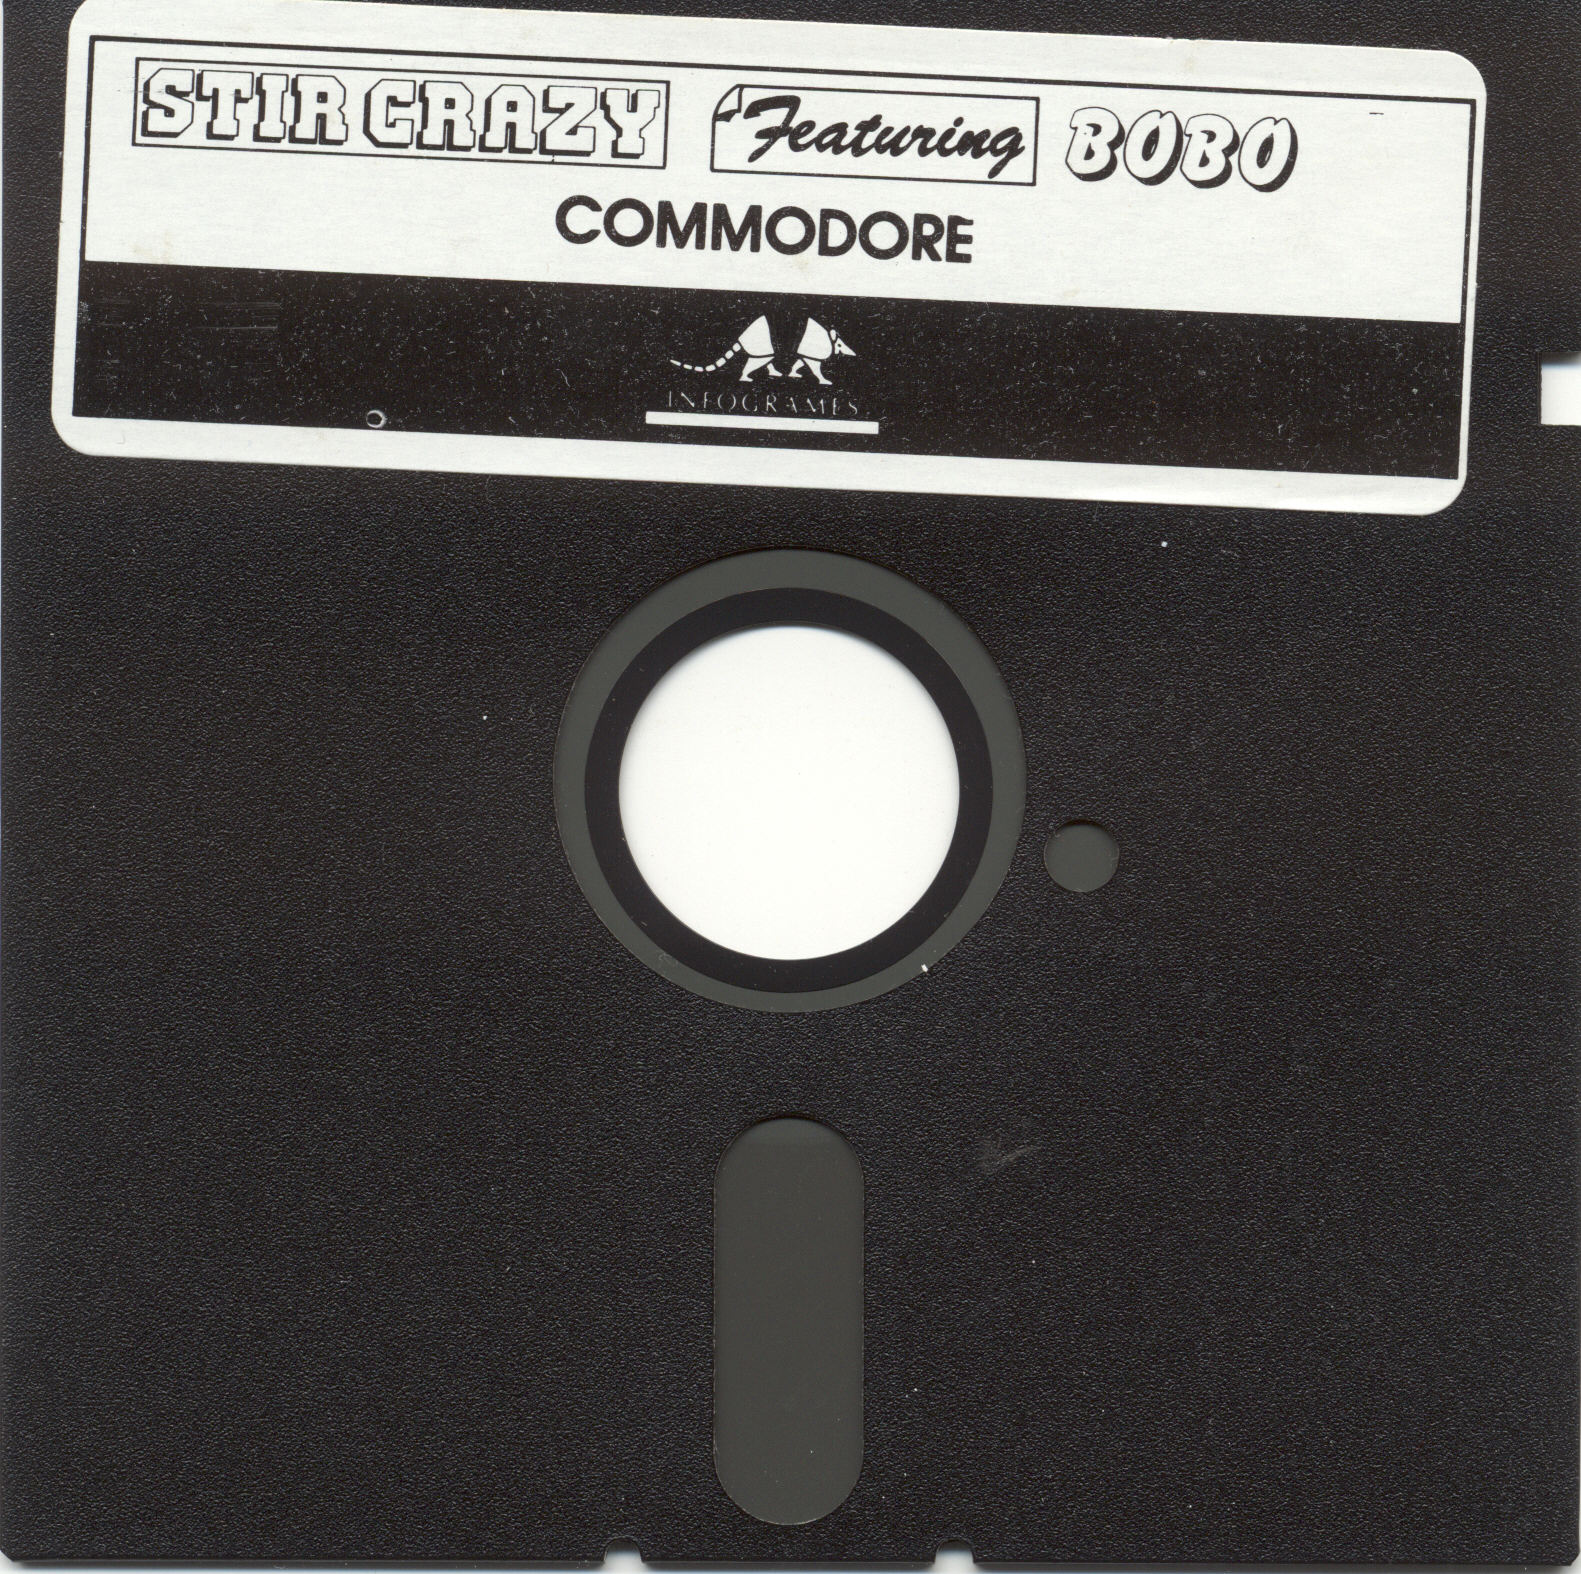 STIR CRAZY Featuring BOBO
COMMODORE
INFOGRAMES